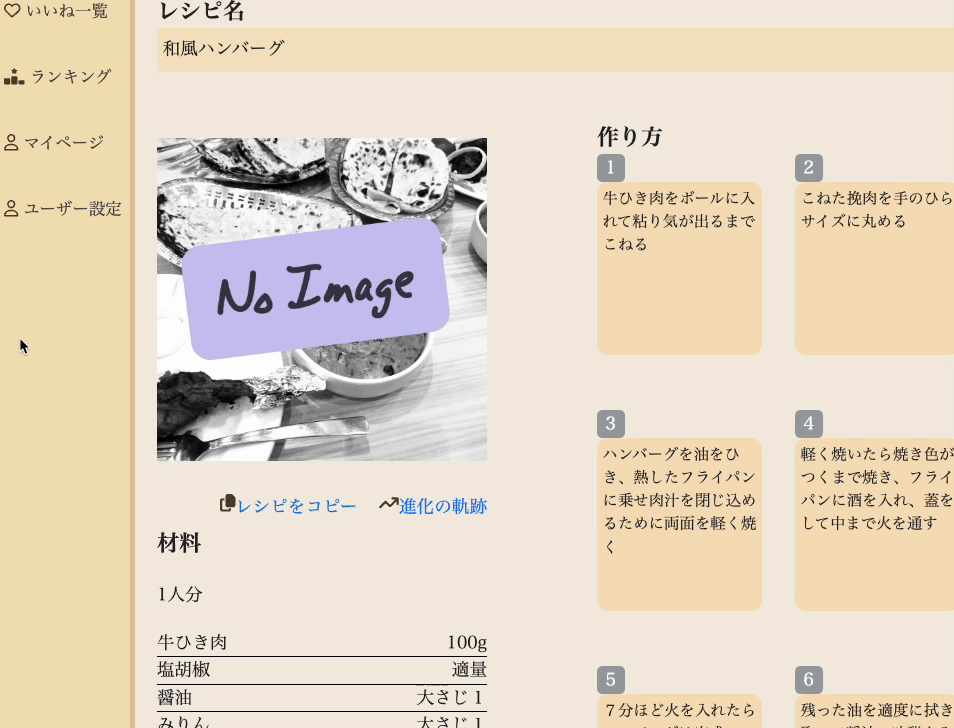 いいね一覧
ランキング
マイページ
ユーザー設定
レシピ名
和風ハンバーグ
No Image
レシピをコピー
進化の軌跡
材料
1人分
牛ひき肉 100g
塩胡椒 適量
醤油 大さじ 1
みりん 大さじ 1
作り方
1
牛ひき肉をボールに入
れて粘り気が出るまで
こねる
2
こねた挽肉を手のひら
サイズに丸める
3
ハンバーグを油をひ
き、熱したフライパン
に乗せ肉汁を閉じ込め
るために両面を軽く焼
く
4
軽く焼いたら焼き色が
つくまで焼き、フライ
パンに酒を入れ、蓋を
して中まで火を通す
5
７分ほど火を入れたら
6
残った油を適度に拭き